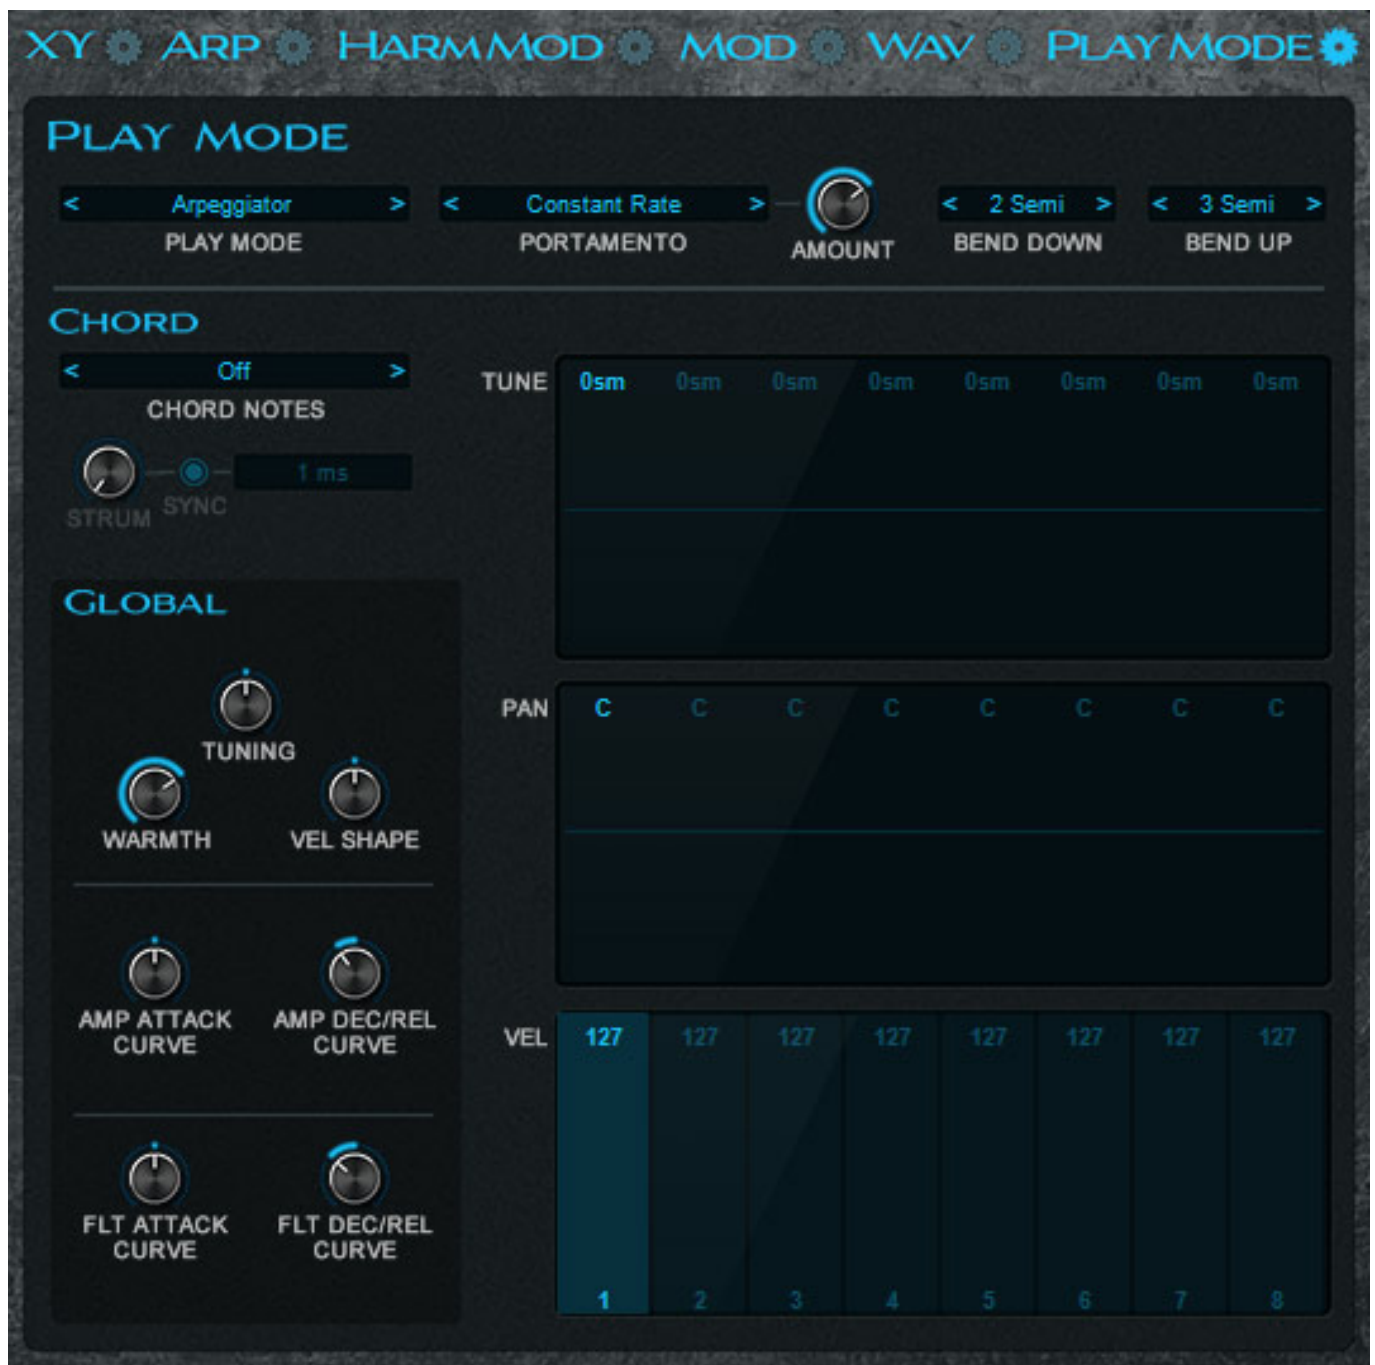 XY ARP HARMMOD MOD WAV PLAY MODE
PLAY MODE
< Arpeggiator > < Constant Rate > < 2 Semi > < 3 Semi >
PLAY MODE PORTAMENTO AMOUNT BEND DOWN BEND UP
CHORD
< Off >
CHORD NOTES
TUNE 0sm 0sm 0sm 0sm 0sm 0sm 0sm 0sm
1 ms
STRUM SYNC
GLOBAL
TUNING
WARMTH VEL SHAPE
PAN C C C C C C C C
AMP ATTACK CURVE
AMP DEC/REL CURVE
VEL 127 127 127 127 127 127 127 127
FLT ATTACK CURVE
FLT DEC/REL CURVE
1 2 3 4 5 6 7 8